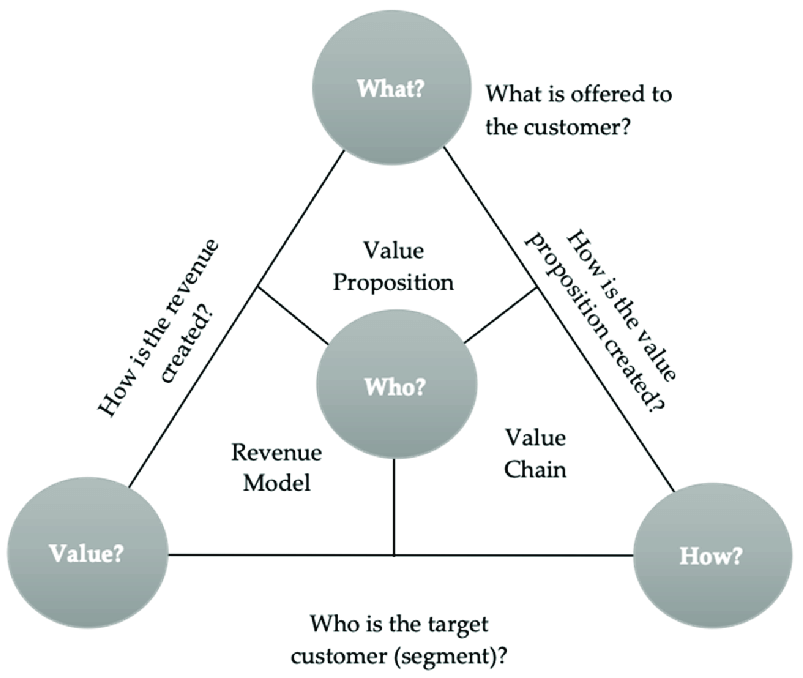 What?
What is offered to
the customer?
How is the revenue
created?
Value
Proposition
How is the value
proposition created?
Who?
Revenue
Model
Value
Chain
Value?
How?
Who is the target
customer (segment)?